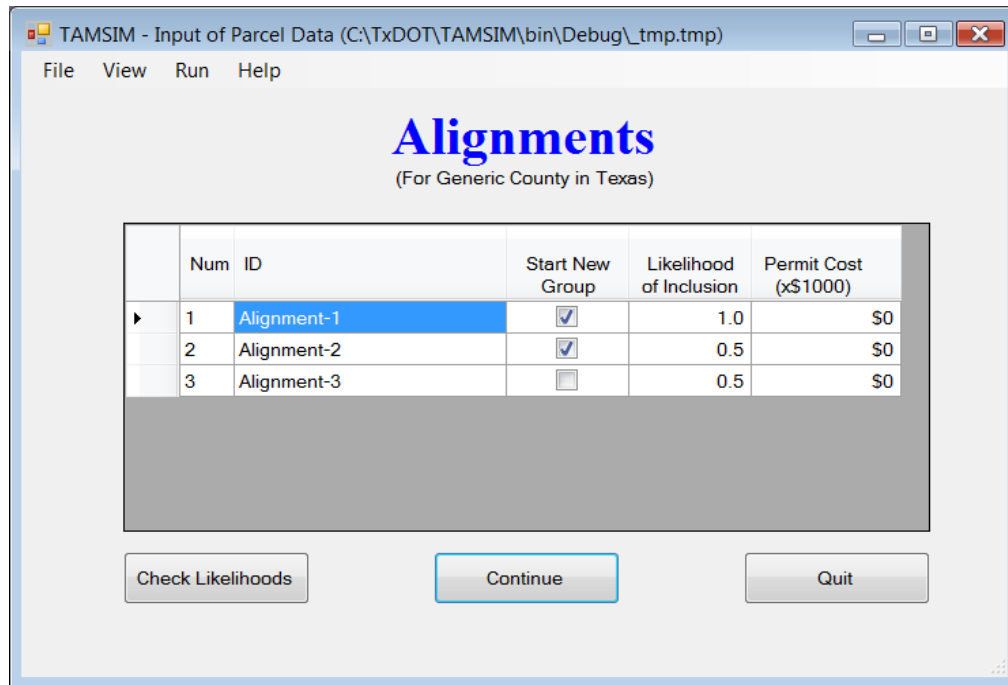 TAMSIM - Input of Parcel Data (C:\TxDOT\TAMSIM\bin\Debug\_tmp.tmp)
File View Run Help
Alignments
(For Generic County in Texas)
Num ID Start New Group Likelihood of Inclusion Permit Cost (x$1000)
1 Alignment-1 1.0 $0
2 Alignment-2 0.5 $0
3 Alignment-3 0.5 $0
Check Likelihoods Continue Quit